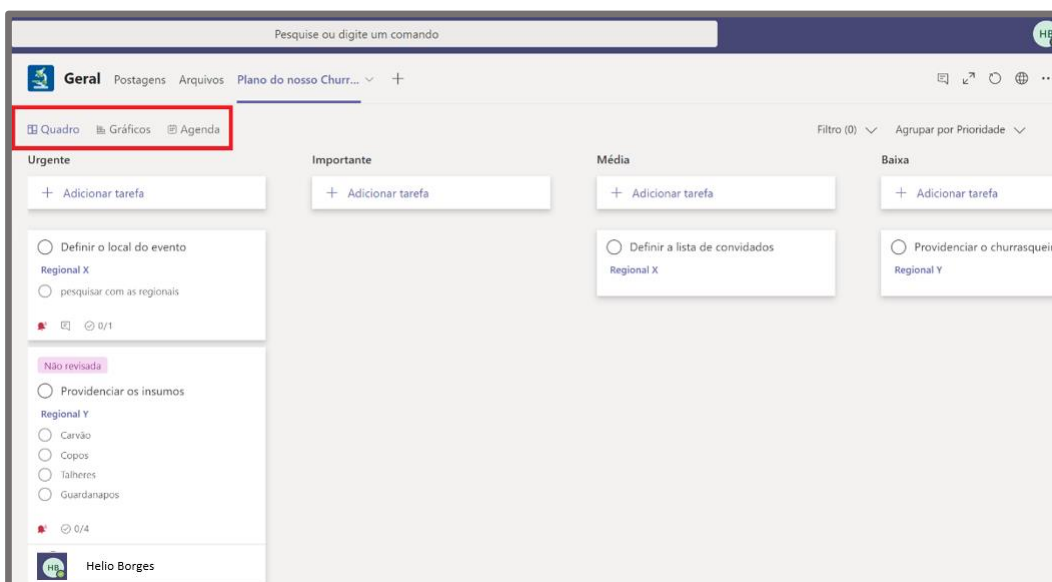 Pesquise ou digite um comando
HB
Geral Postagens Arquivos Plano do nosso Churr...
Quadro Gráficos Agenda
Filtro (0) Agrupar por Prioridade
Urgente Importante Média Baixa
+ Adicionar tarefa + Adicionar tarefa + Adicionar tarefa + Adicionar tarefa
Definir o local do evento Definir a lista de convidados Providenciar o churrasquei
Regional X Regional X Regional Y
pesquisar com as regionais
0/1
Não revisada
Providenciar os insumos
Regional Y
Carvão
Copos
Talheres
Guardanapos
0/4
HB Helio Borges